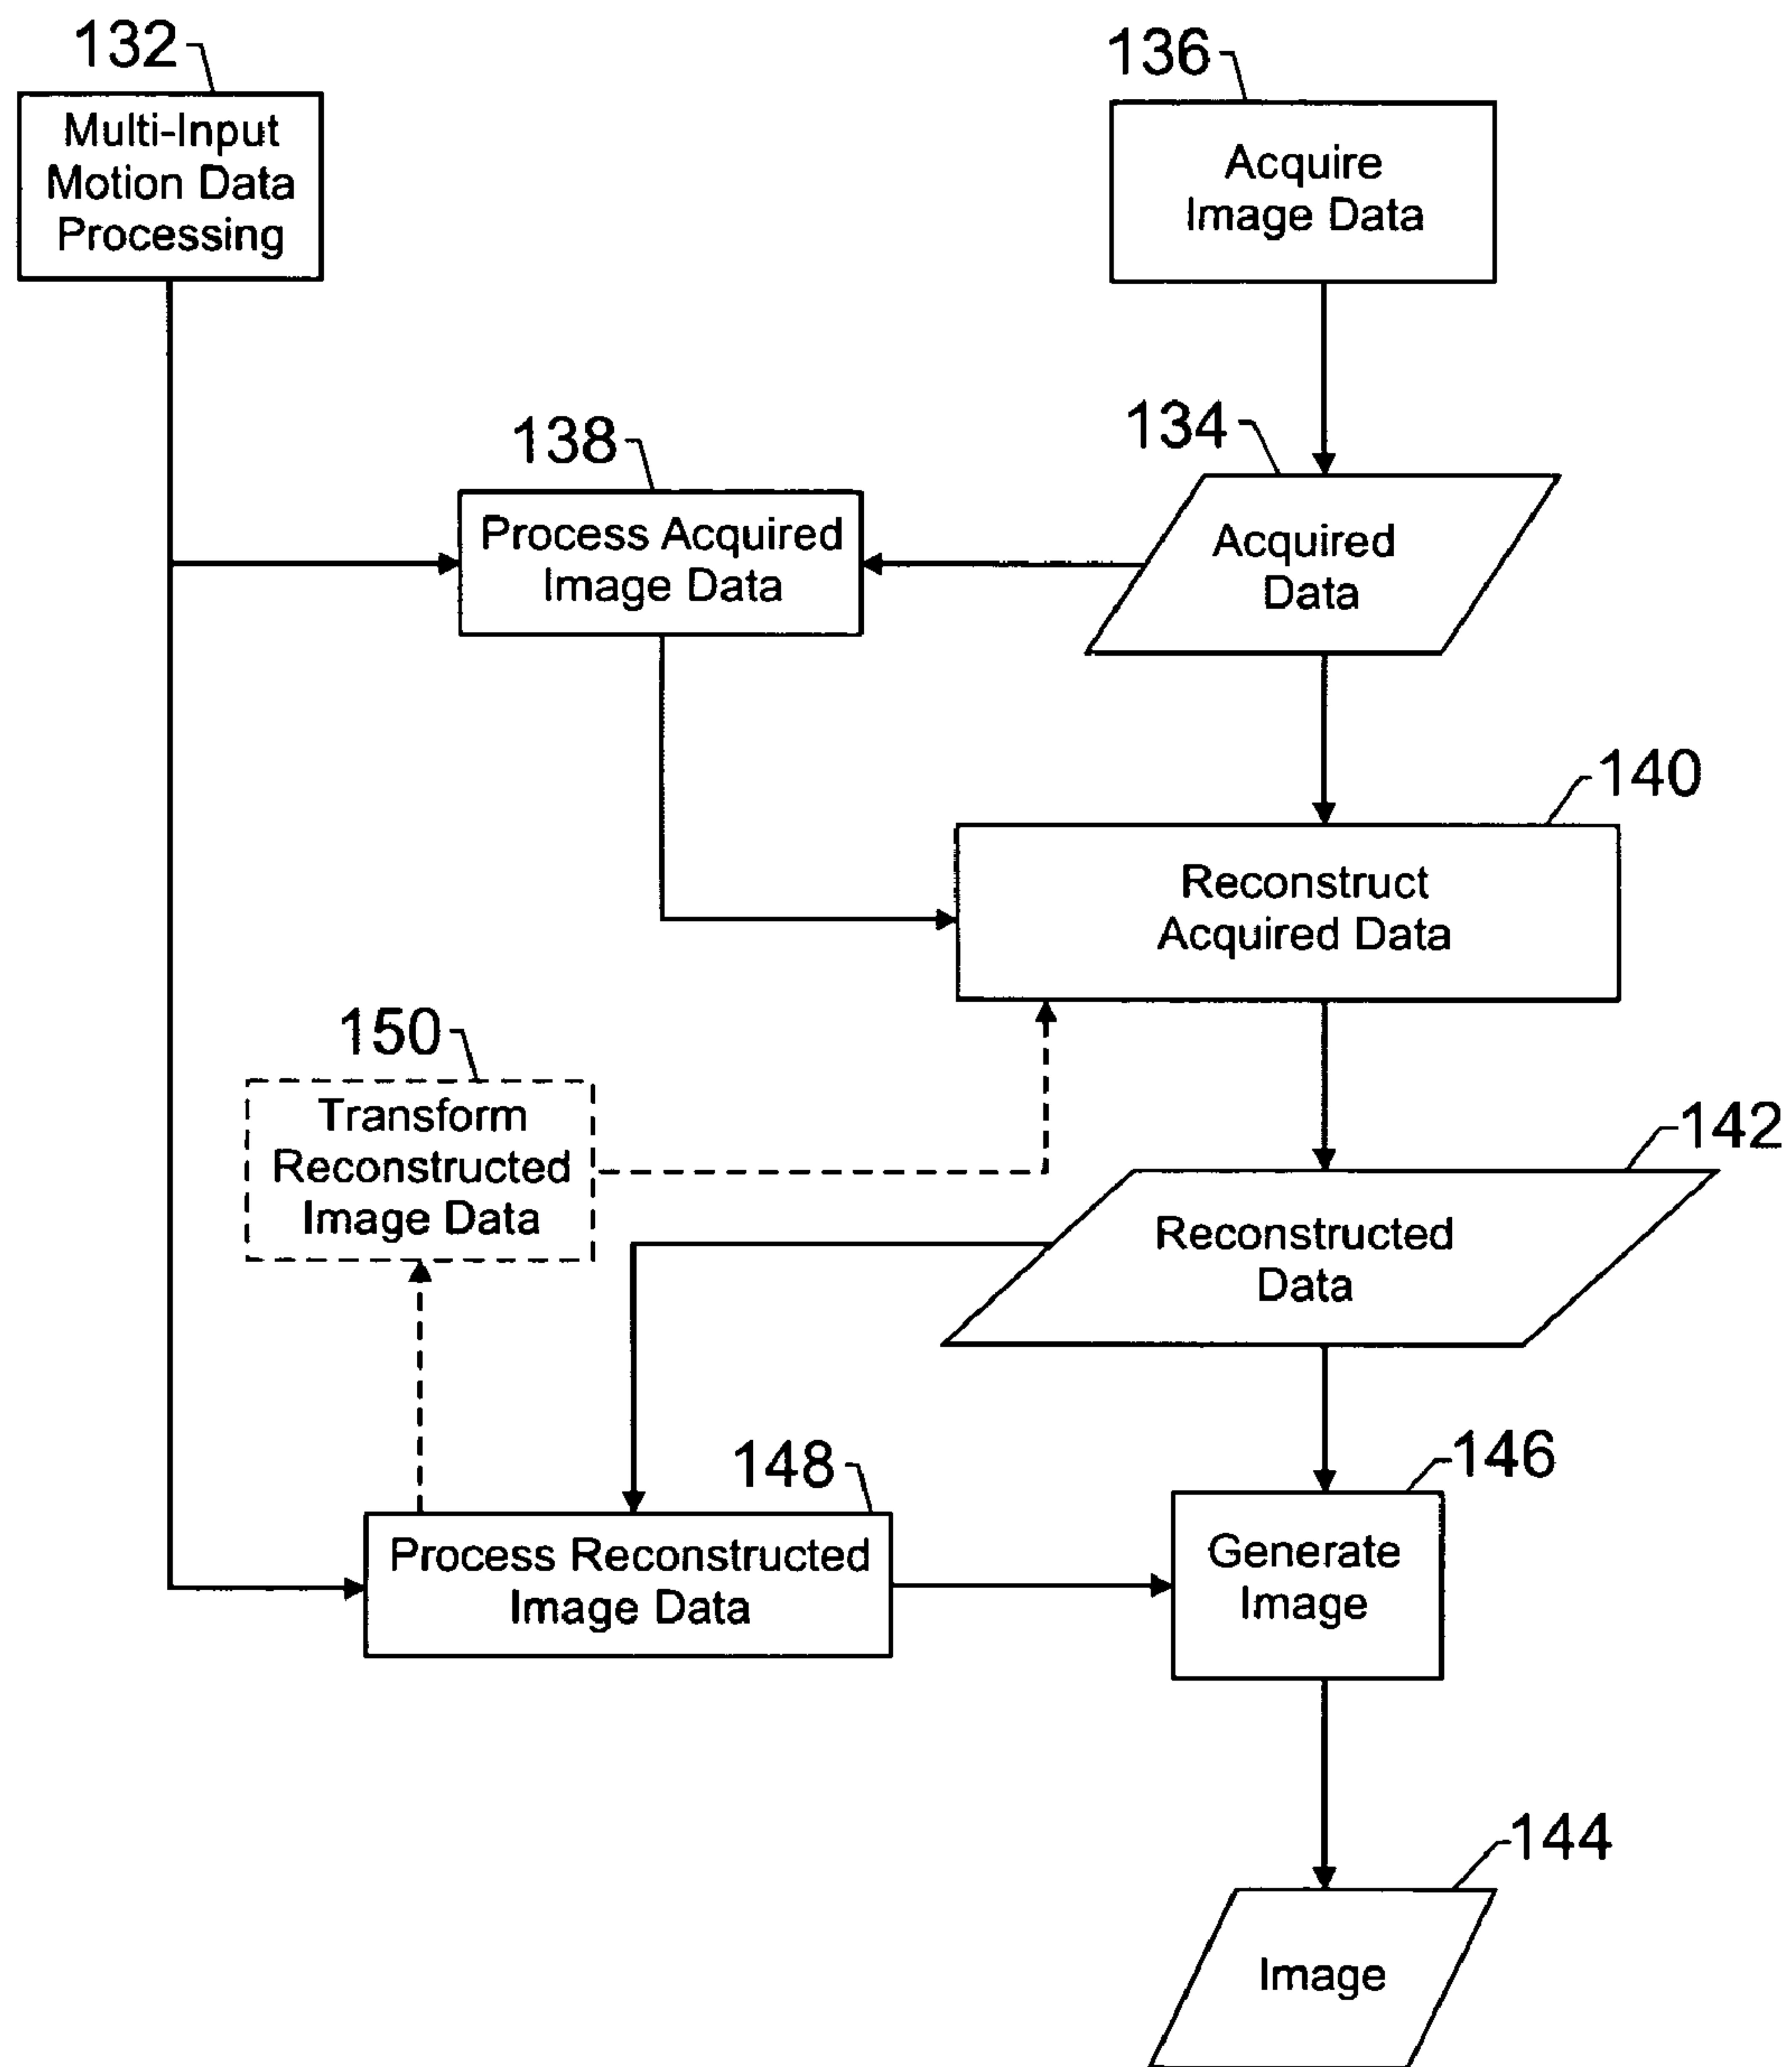 132
Multi-Input
Motion Data
Processing
136
Acquire
Image Data
134
Acquired
Data
138
Process Acquired
Image Data
140
Reconstruct
Acquired Data
150
Transform
Reconstructed
Image Data
142
Reconstructed
Data
148
Process Reconstructed
Image Data
146
Generate
Image
144
Image